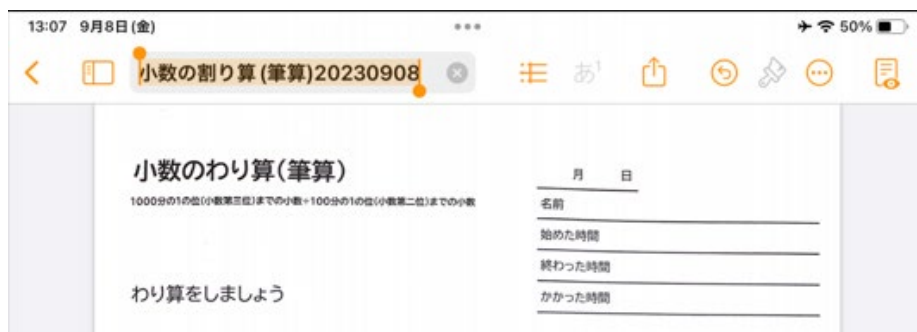 13:07 9月8日(金) 50%
小数の割り算(筆算)20230908
あ
小数のわり算(筆算)
1000分の1の位(小数第三位)までの小数÷100分の1の位(小数第二位)までの小数
月 日
名前
始めた時間
終わった時間
かかった時間
わり算をしましょう